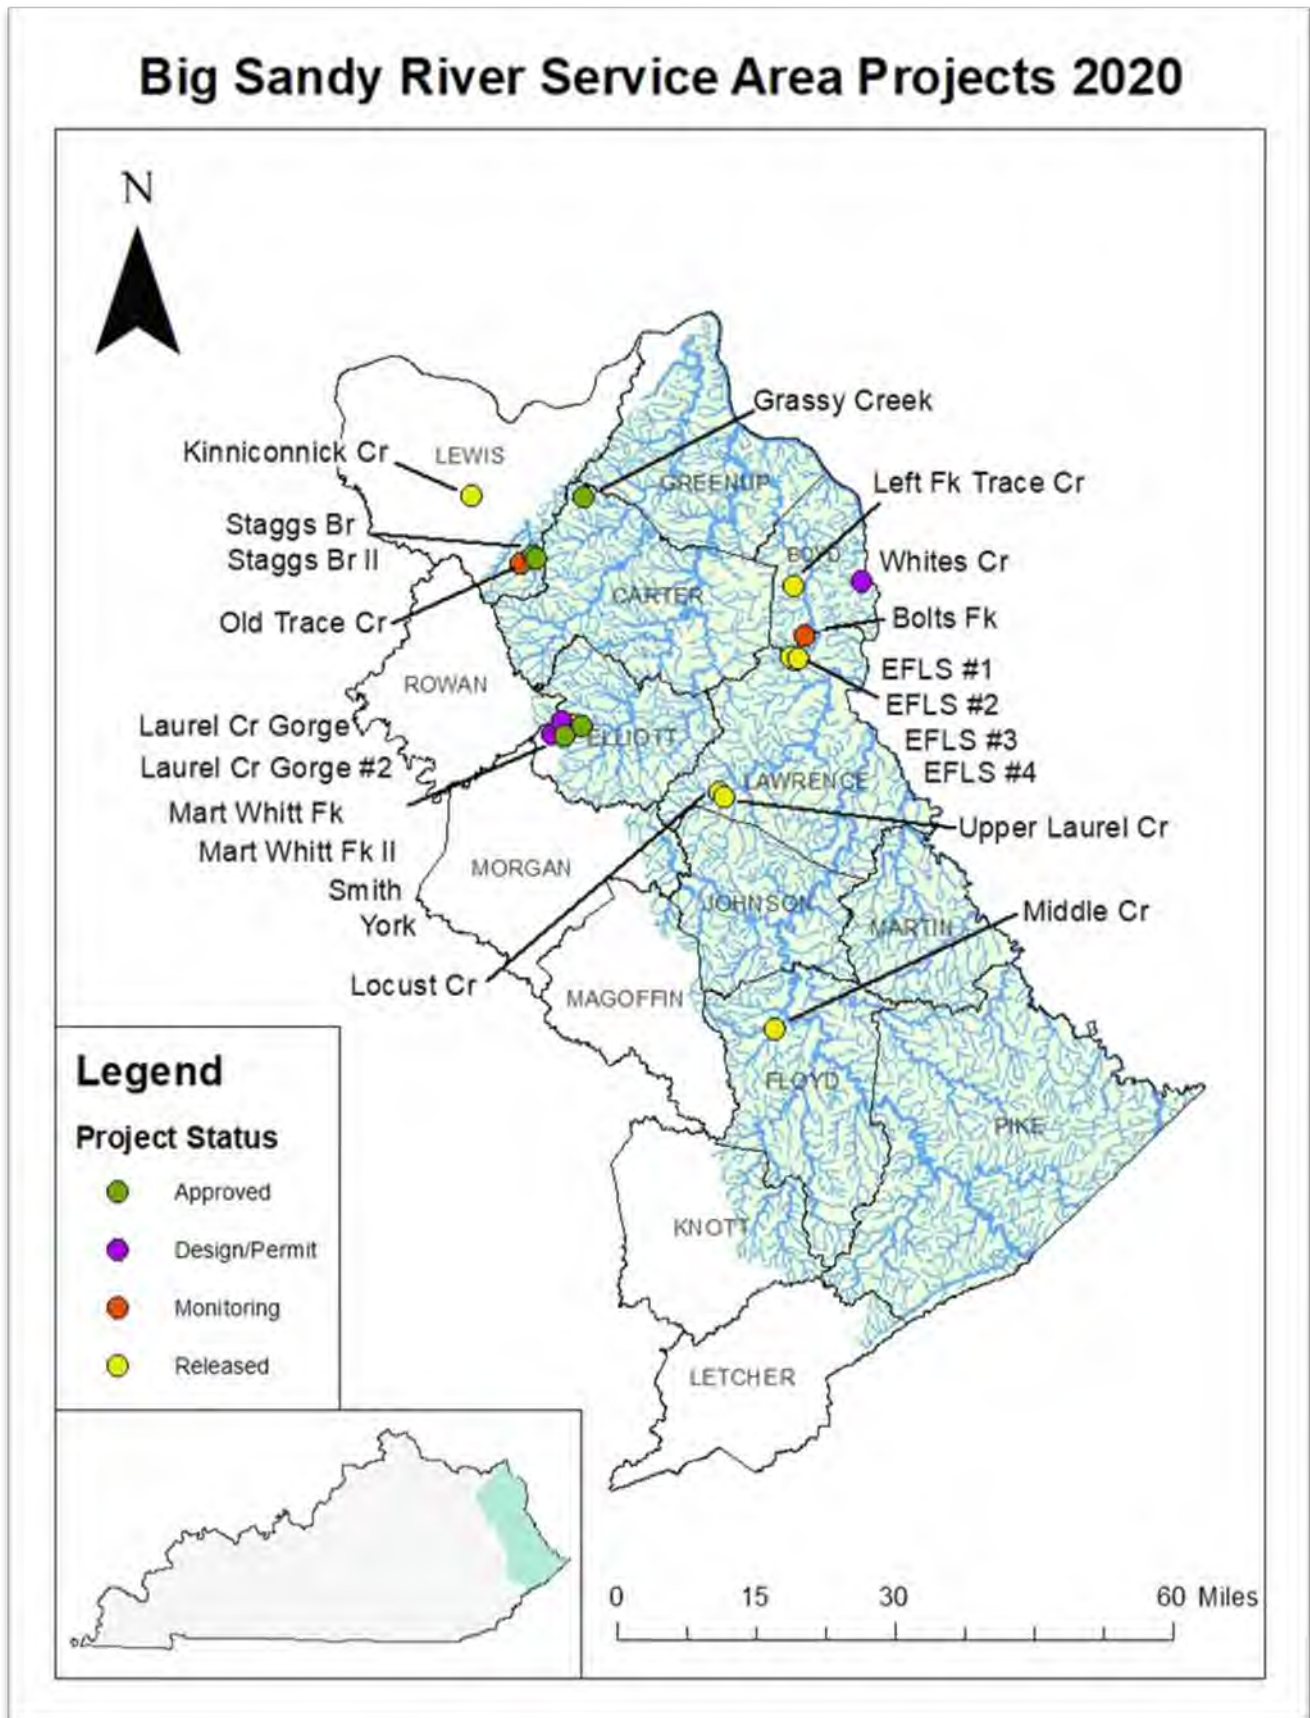 Big Sandy River Service Area Projects 2020
N
Grassy Creek
Kinniconnick Cr
LEWIS
GREENUP
Left Fk Trace Cr
Staggs Br
Staggs Br II
BOYD
Whites Cr
CARTER
Old Trace Cr
Bolts Fk
EFLS #1
EFLS #2
EFLS #3
EFLS #4
ROWAN
Laurel Cr Gorge
Laurel Cr Gorge #2
Mart Whitt Fk
Mart Whitt Fk II
Smith
York
ELLIOTT
LAWRENCE
Upper Laurel Cr
MORGAN
JOHNSON
MARTIN
Middle Cr
Locust Cr
MAGOFFIN
FLOYD
PIKE
KNOTT
LETCHER
Legend
Project Status
Approved
Design/Permit
Monitoring
Released
0 15 30 60 Miles